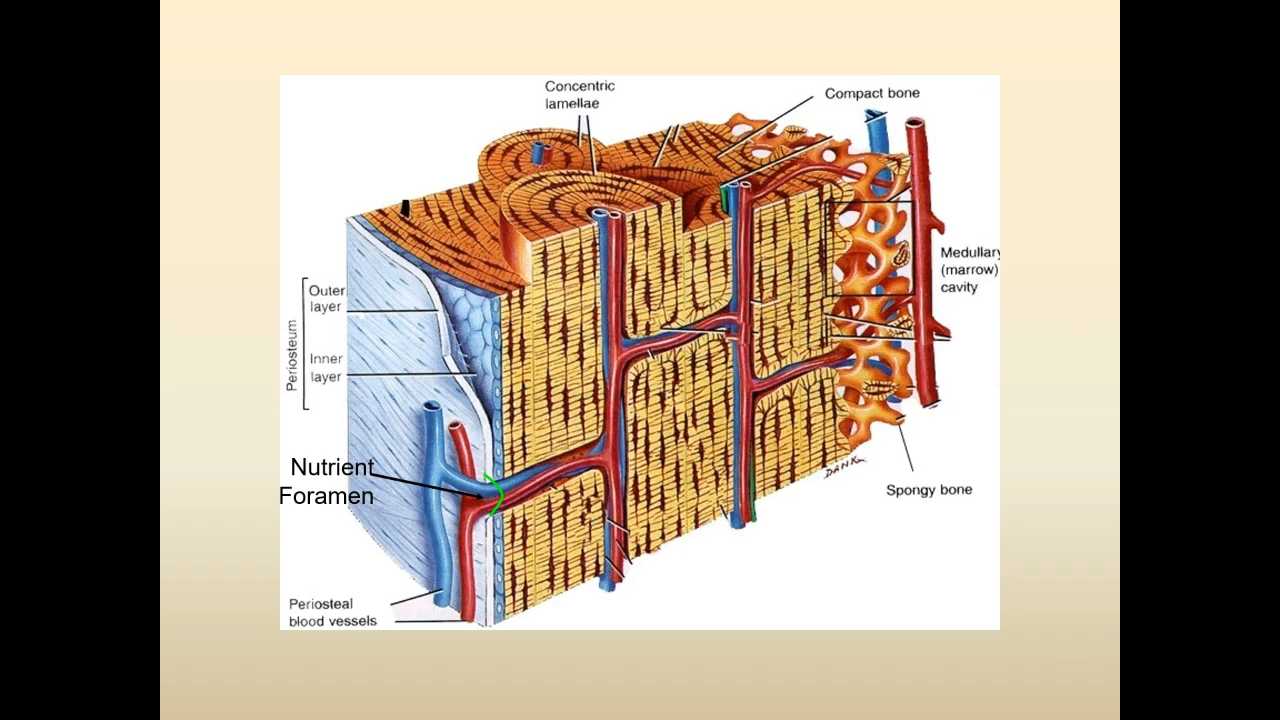 Concentric
lamellae
Compact bone
Medullary
(marrow)
cavity
Outer
layer
Periosteum
Inner
layer
Nutrient
Foramen
DANK
Spongy bone
Periosteal
blood vessels